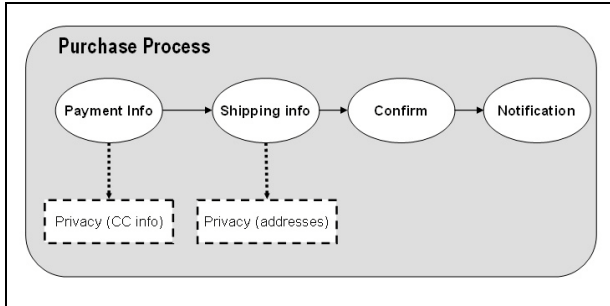 Purchase Process
Payment Info
Shipping info
Confirm
Notification
Privacy (CC info)
Privacy (addresses)